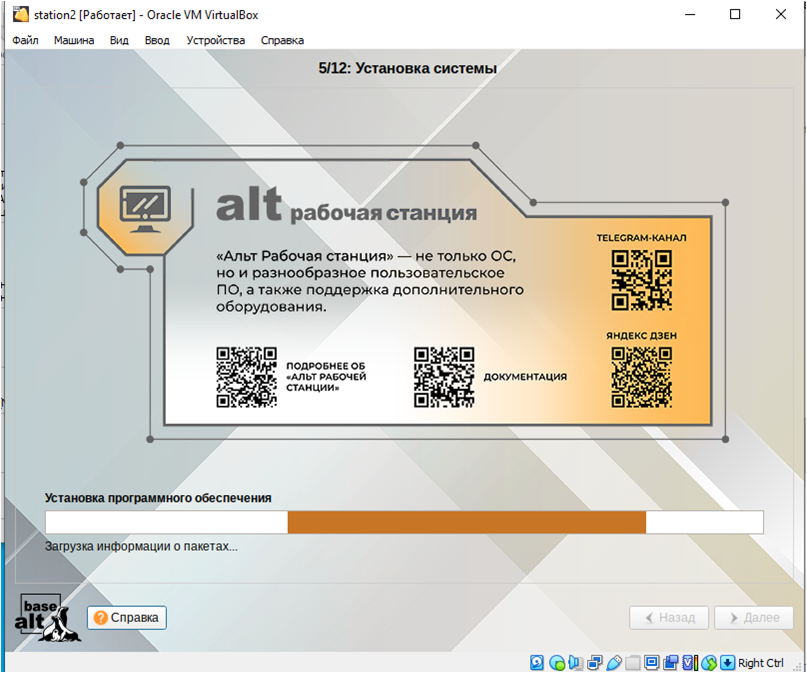 station2 [Работает] - Oracle VM VirtualBox
Файл Машина Вид Ввод Устройства Справка
5/12: Установка системы
alt рабочая станция
«Альт Рабочая станция» — не только ОС,
но и разнообразное пользовательское
ПО, а также поддержка дополнительного
оборудования.
TELEGRAM-КАНАЛ
ЯНДЕКС ДЗЕН
ПОДРОБНЕЕ ОБ
«АЛЬТ РАБОЧЕЙ
СТАНЦИИ»
ДОКУМЕНТАЦИЯ
Установка программного обеспечения
Загрузка информации о пакетах...
base
alt
Справка
Назад
Далее
Right Ctrl